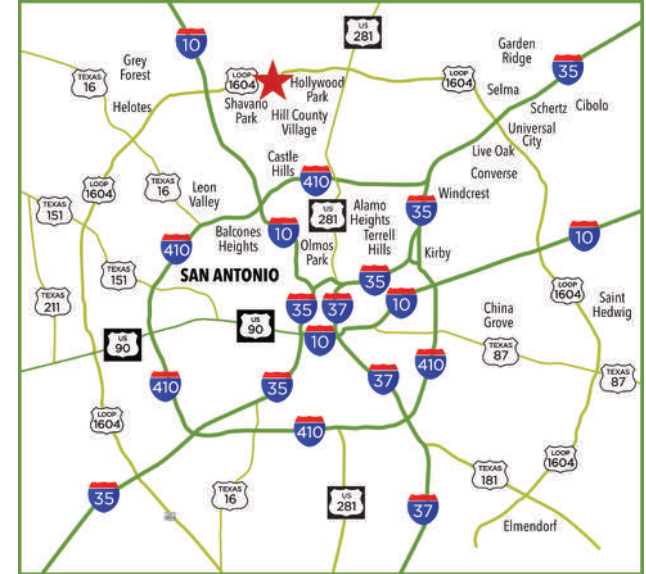 US
281
10
Garden
Ridge
Grey
Forest
35
TEXAS
16
LOOP
1604
Hollywood
Park
LOOP
1604
Selma
Helotes
Shavano
Park
Schertz
Cibolo
Hill County
Village
Universal
City
Live Oak
Castle
Hills
Converse
410
LOOP
1604
TEXAS
16
Leon
Valley
Windcrest
TEXAS
151
US
281
Alamo
Heights
35
10
Balcones
Heights
Terrell
Hills
10
410
Olmos
Park
Kirby
SAN ANTONIO
TEXAS
151
35
LOOP
1604
TEXAS
211
35
37
10
Saint
Hedwig
China
Grove
US
90
US
90
10
TEXAS
87
410
410
35
37
TEXAS
87
LOOP
1604
410
LOOP
1604
TEXAS
181
35
TEXAS
16
US
281
37
Elmendorf